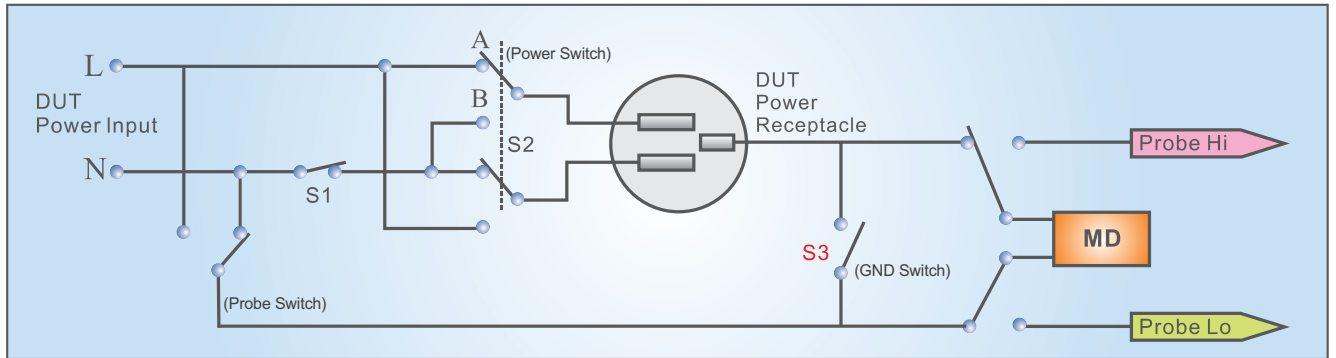 A
(Power Switch)
L
DUT
Power Input
B
DUT
Power
Receptacle
S2
Probe Hi
N
S1
MD
S3
(GND Switch)
(Probe Switch)
Probe Lo